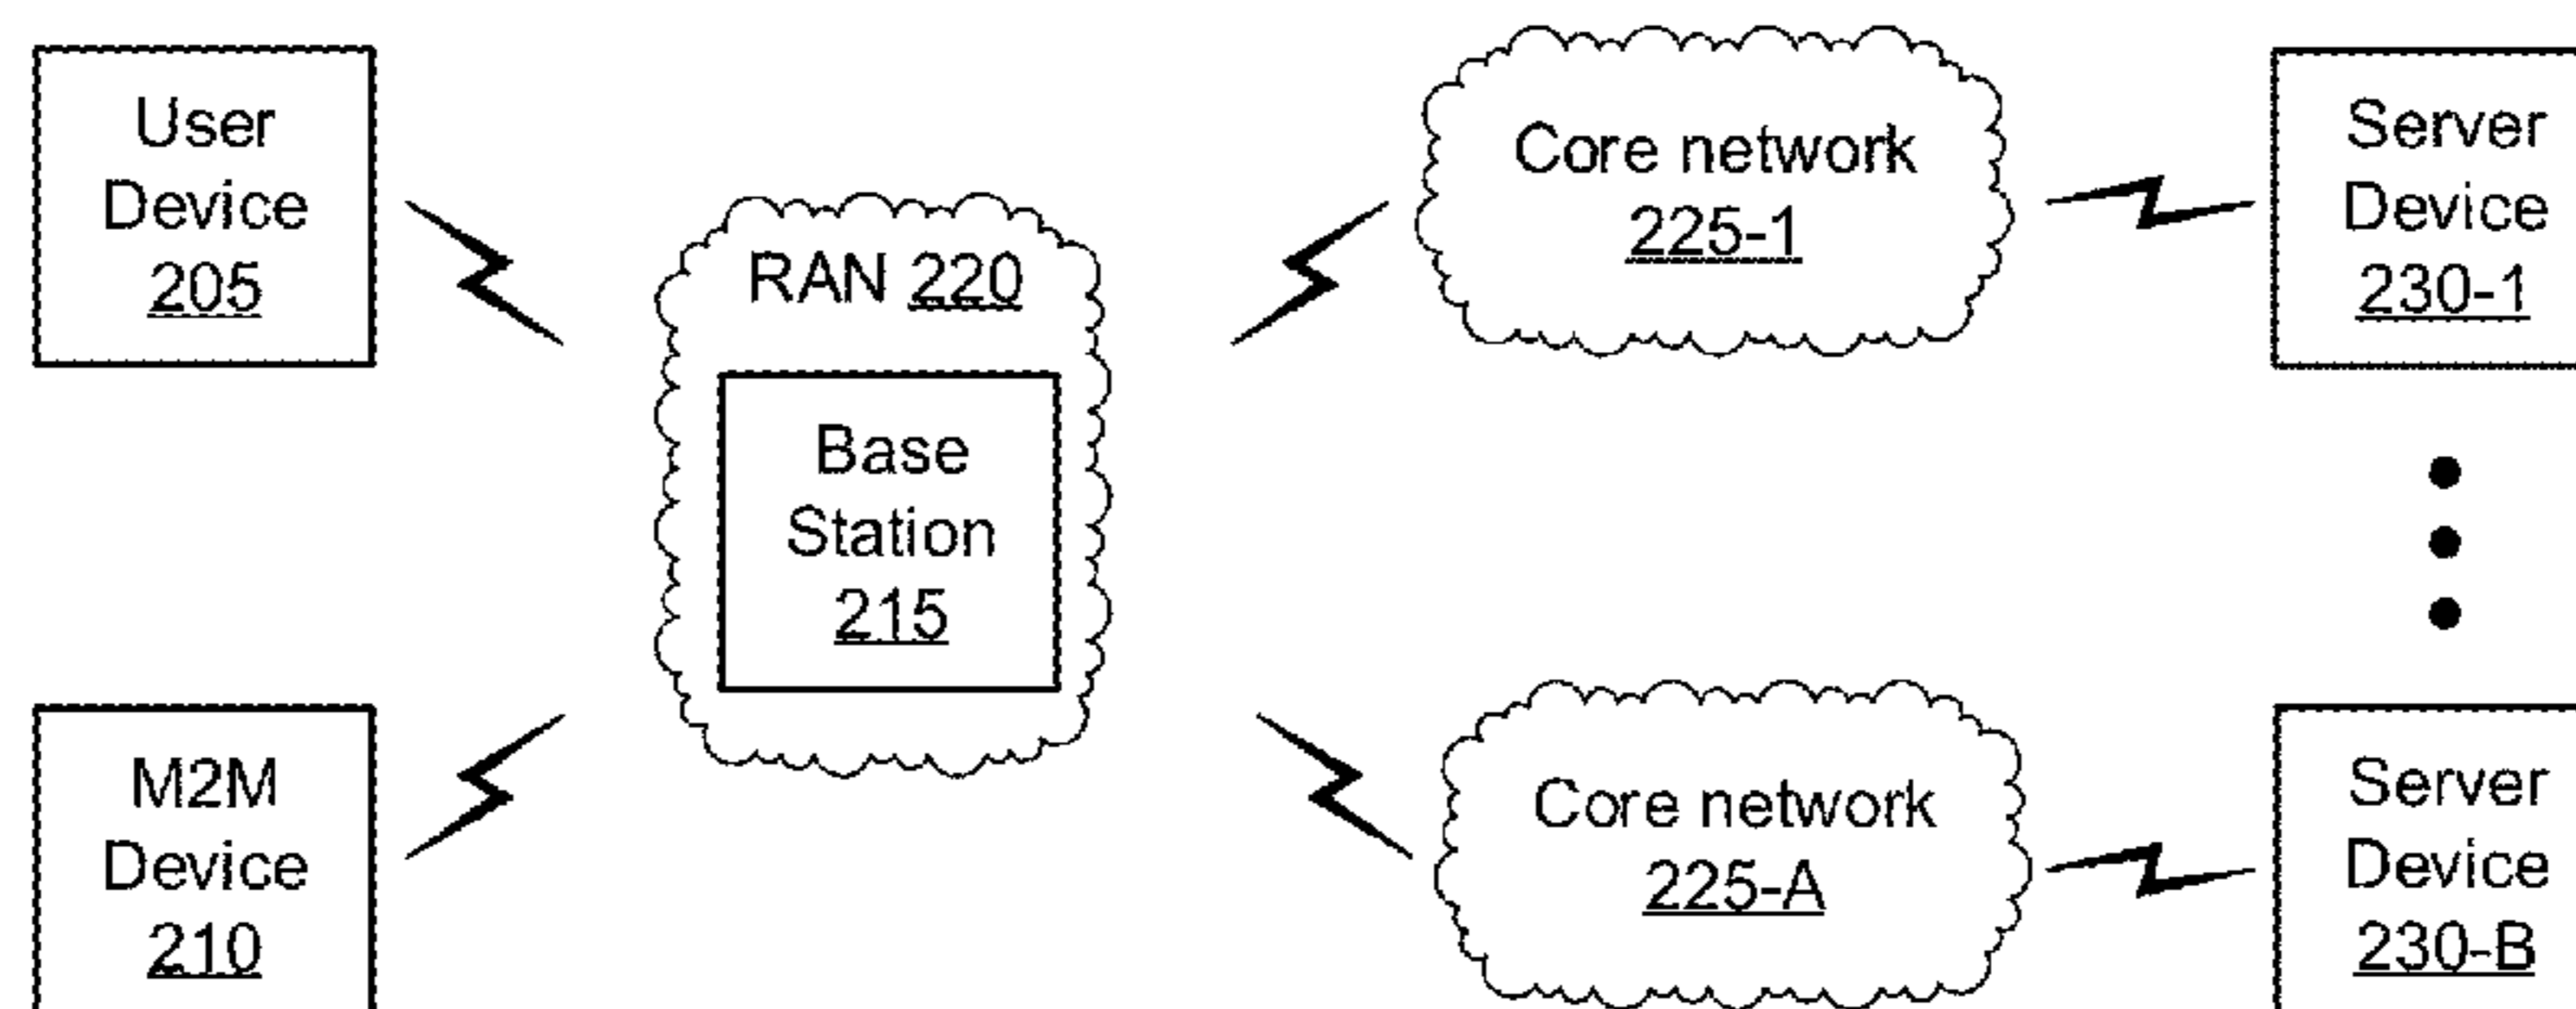 User
Device
205
RAN 220
Base
Station
215
M2M
Device
210
Core network
225-1
Server
Device
230-1
Core network
225-A
Server
Device
230-B